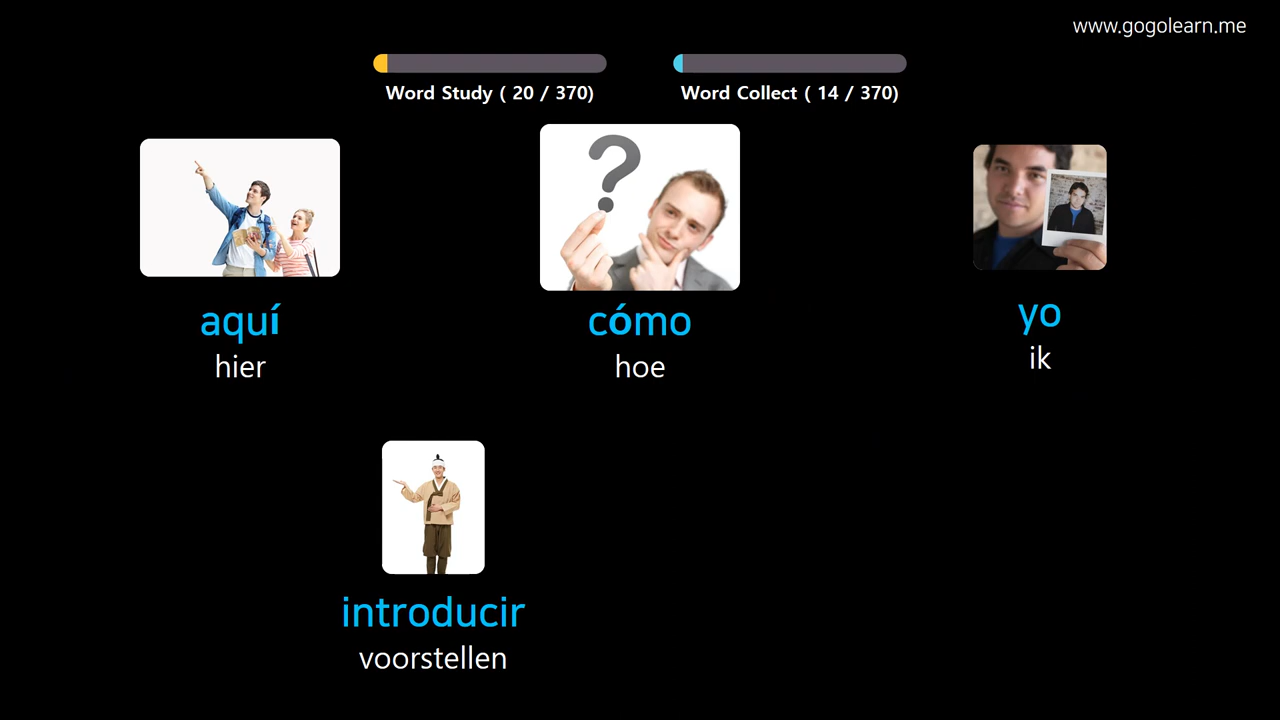 www.gogolearn.me
Word Study ( 20 / 370)
Word Collect ( 14 / 370)
aquí
hier
cómo
hoe
yo
ik
introducir
voorstellen